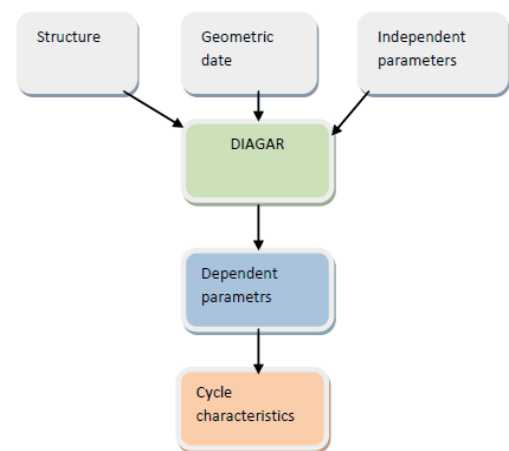 Structure
Geometric
date
Independent
parameters
DIAGAR
Dependent
parametrs
Cycle
characteristics